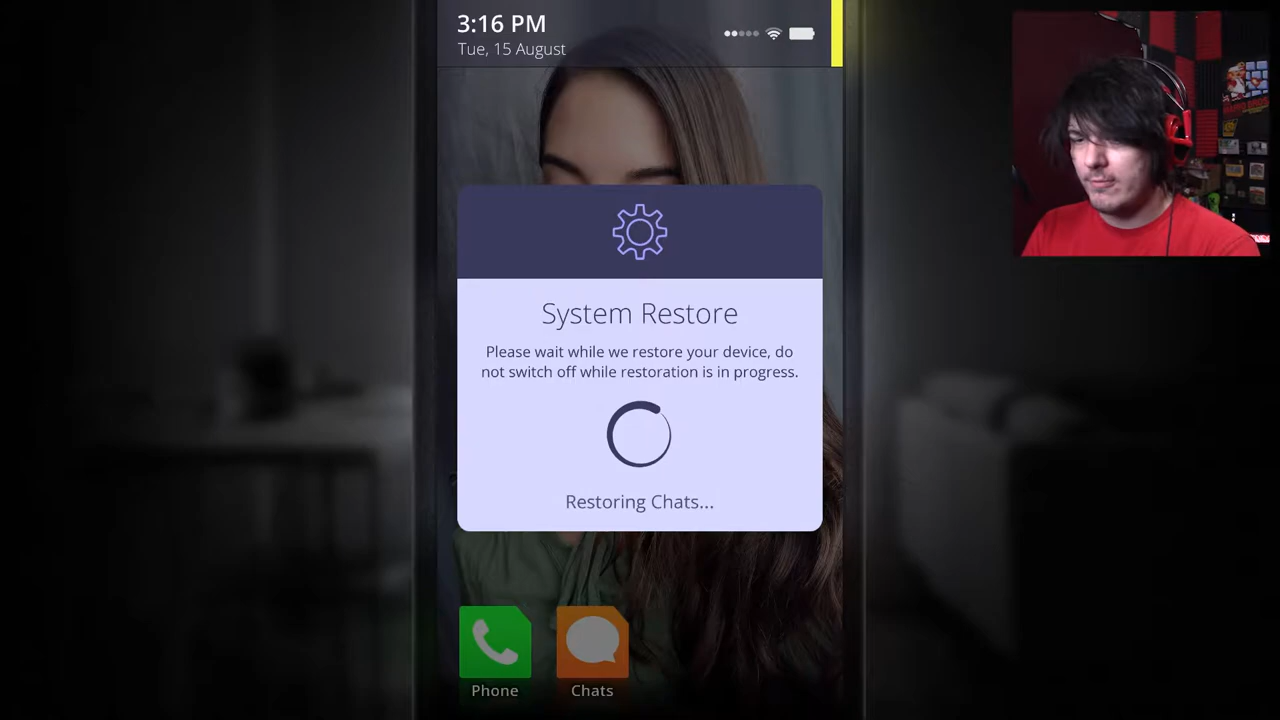 3:16 PM
Tue, 15 August
System Restore
Please wait while we restore your device, do
not switch off while restoration is in progress.
Restoring Chats...
Phone
Chats